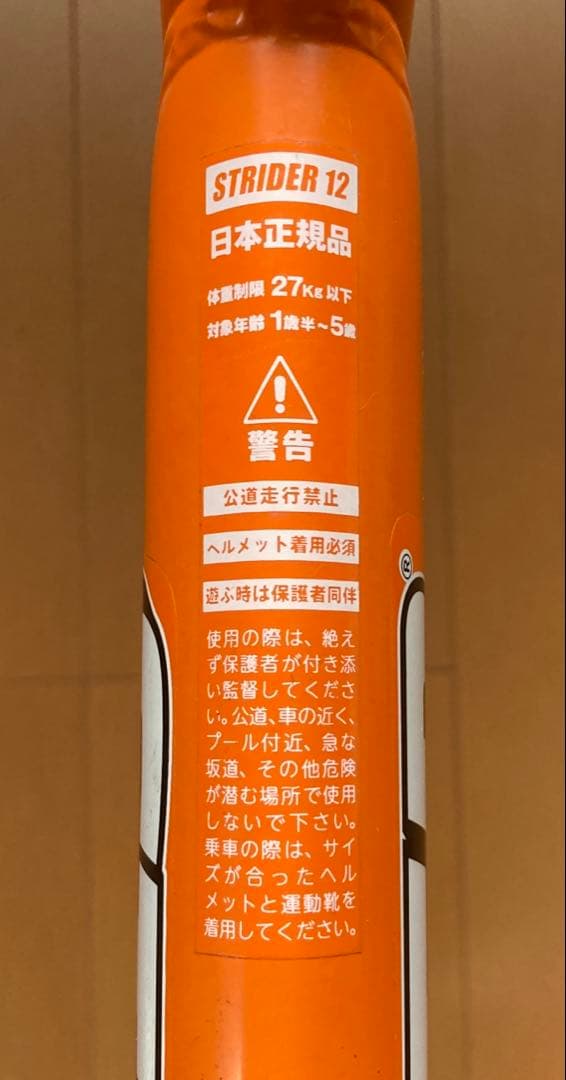 STRIDER 12
日本正規品
体重制限 27Kg以下
対象年齢 1歳半~5歳
警告
公道走行禁止
ヘルメット着用必須
遊ぶ時は保護者同伴
使用の際は、絶え
ず保護者が付き添
い監督してくださ
い。公道、車の近く、
プール付近、急な
坂道、その他危険
が潜む場所で使用
しないで下さい。
乗車の際は、サイ
ズが合ったヘル
メットと運動靴を
着用してください。
®